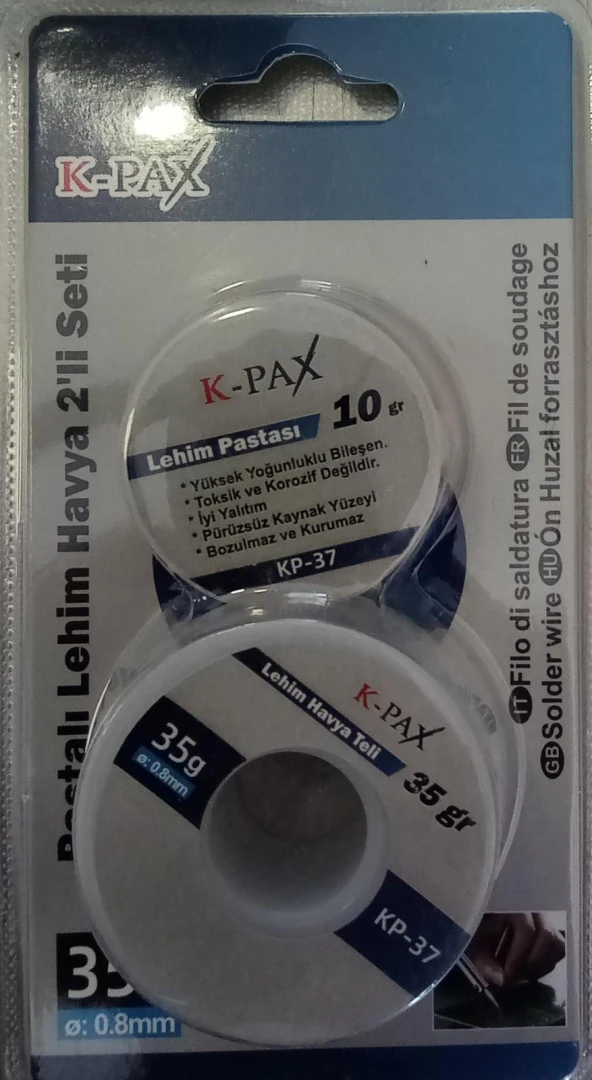 K-PAX
Pastalı Lehim Havya 2'li Seti
K-PAX
10 gr
Lehim Pastası
* Yüksek Yoğunluklu Bileşen.
* Toksik ve Korozif Değildir.
* İyi Yalıtım
* Pürüzsüz Kaynak Yüzeyi
* Bozulmaz ve Kurumaz
KP-37
IT Filo di saldatura FR Fil de soudage
GB Solder wire HU Ón Huzal forrasztáshoz
K-PAX
Lehim Havya Teli
35 gr
35g
ø: 0.8mm
KP-37
35
ø: 0.8mm